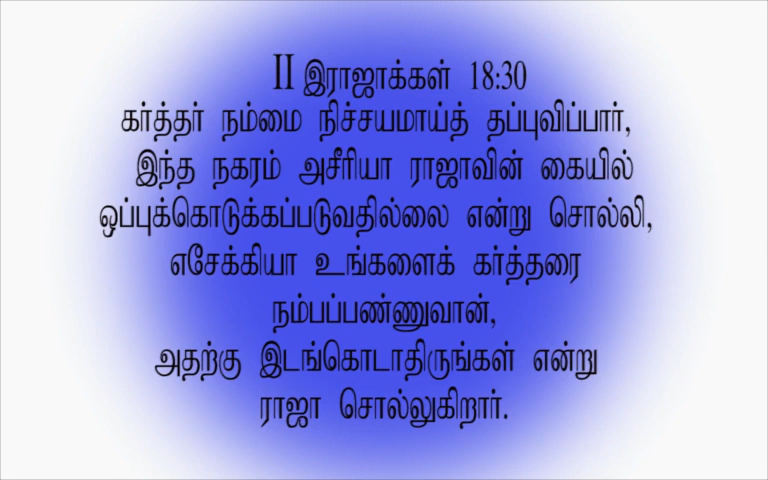 II இராஜாக்கள் 18:30
கர்த்தர் நம்மை நிச்சயமாய்த் தப்புவிப்பார்,
இந்த நகரம் அசீரியா ராஜாவின் கையில்
ஒப்புக்கொடுக்கப்படுவதில்லை என்று சொல்லி,
எசேக்கியா உங்களைக் கர்த்தரை
நம்பப்பண்ணுவான்,
அதற்கு இடங்கொடாதிருங்கள் என்று
ராஜா சொல்லுகிறார்.